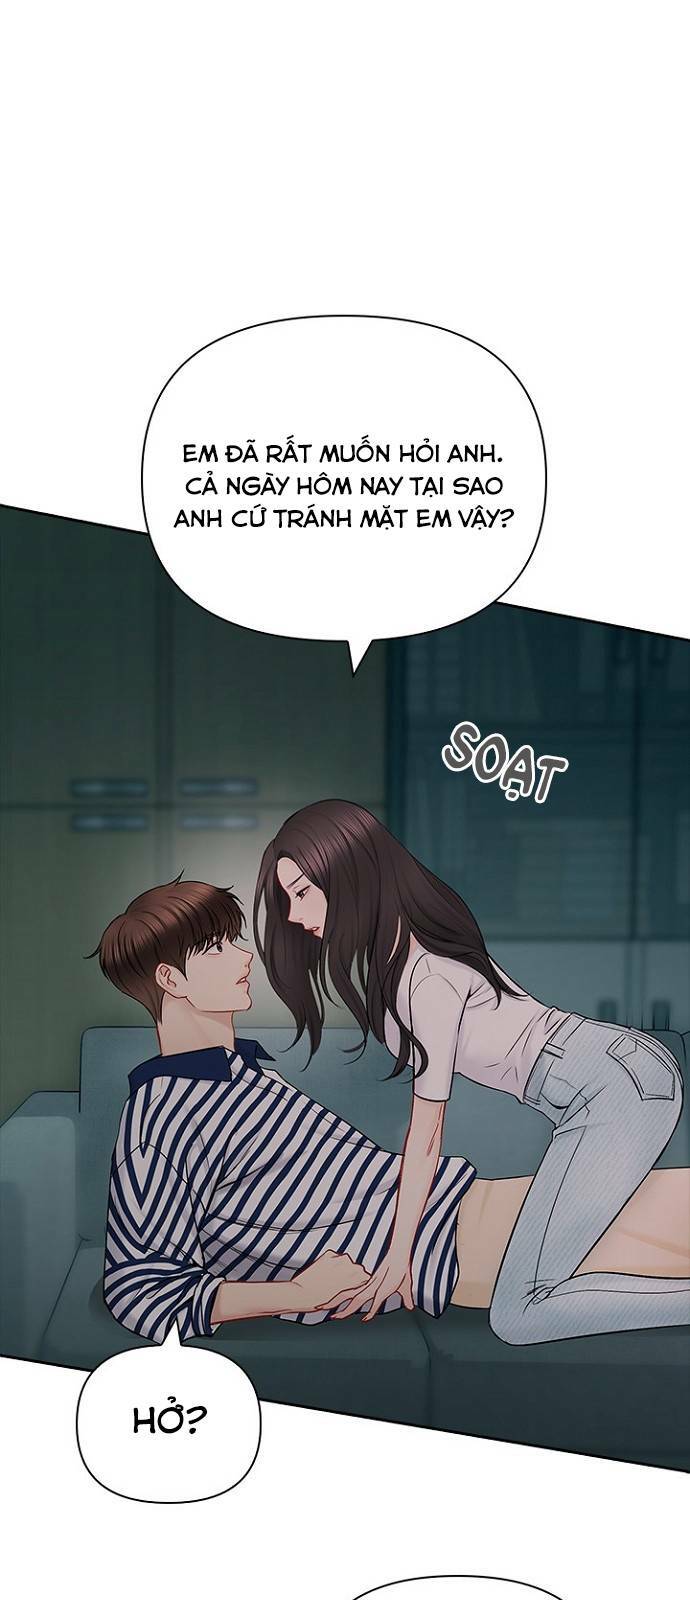 EM ĐÃ RẤT MUỐN HỎI ANH.
CẢ NGÀY HÔM NAY TẠI SAO
ANH CỨ TRÁNH MẶT EM VẬY?
SOẠT
HỞ?